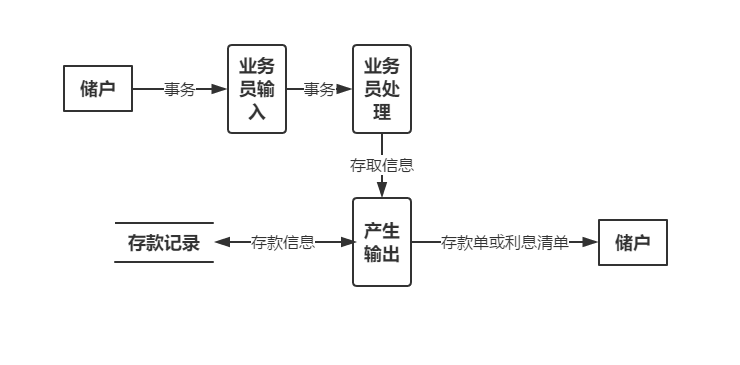 储户
事务
业务
员输
入
事务
业务
员处
理
存取信息
存款记录
存款信息
产生
输出
存款单或利息清单
储户